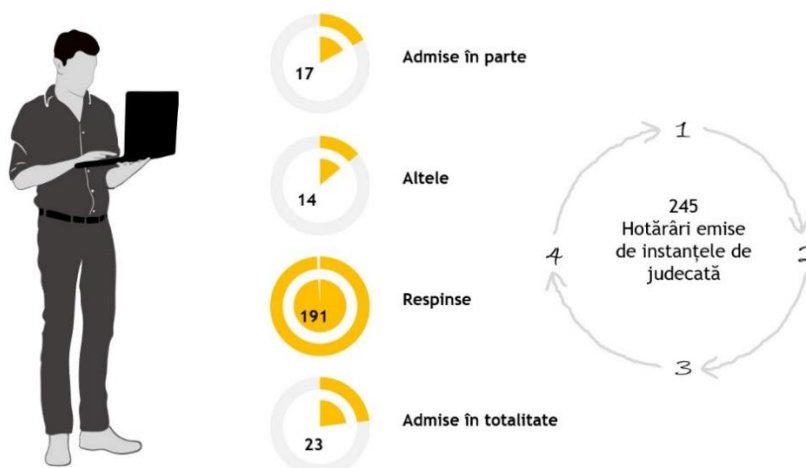 17
Admise în parte
14
Altele
191
Respinse
23
Admise în totalitate
1
2
3
4
245
Hotărâri emise
de instanțele de
judecată